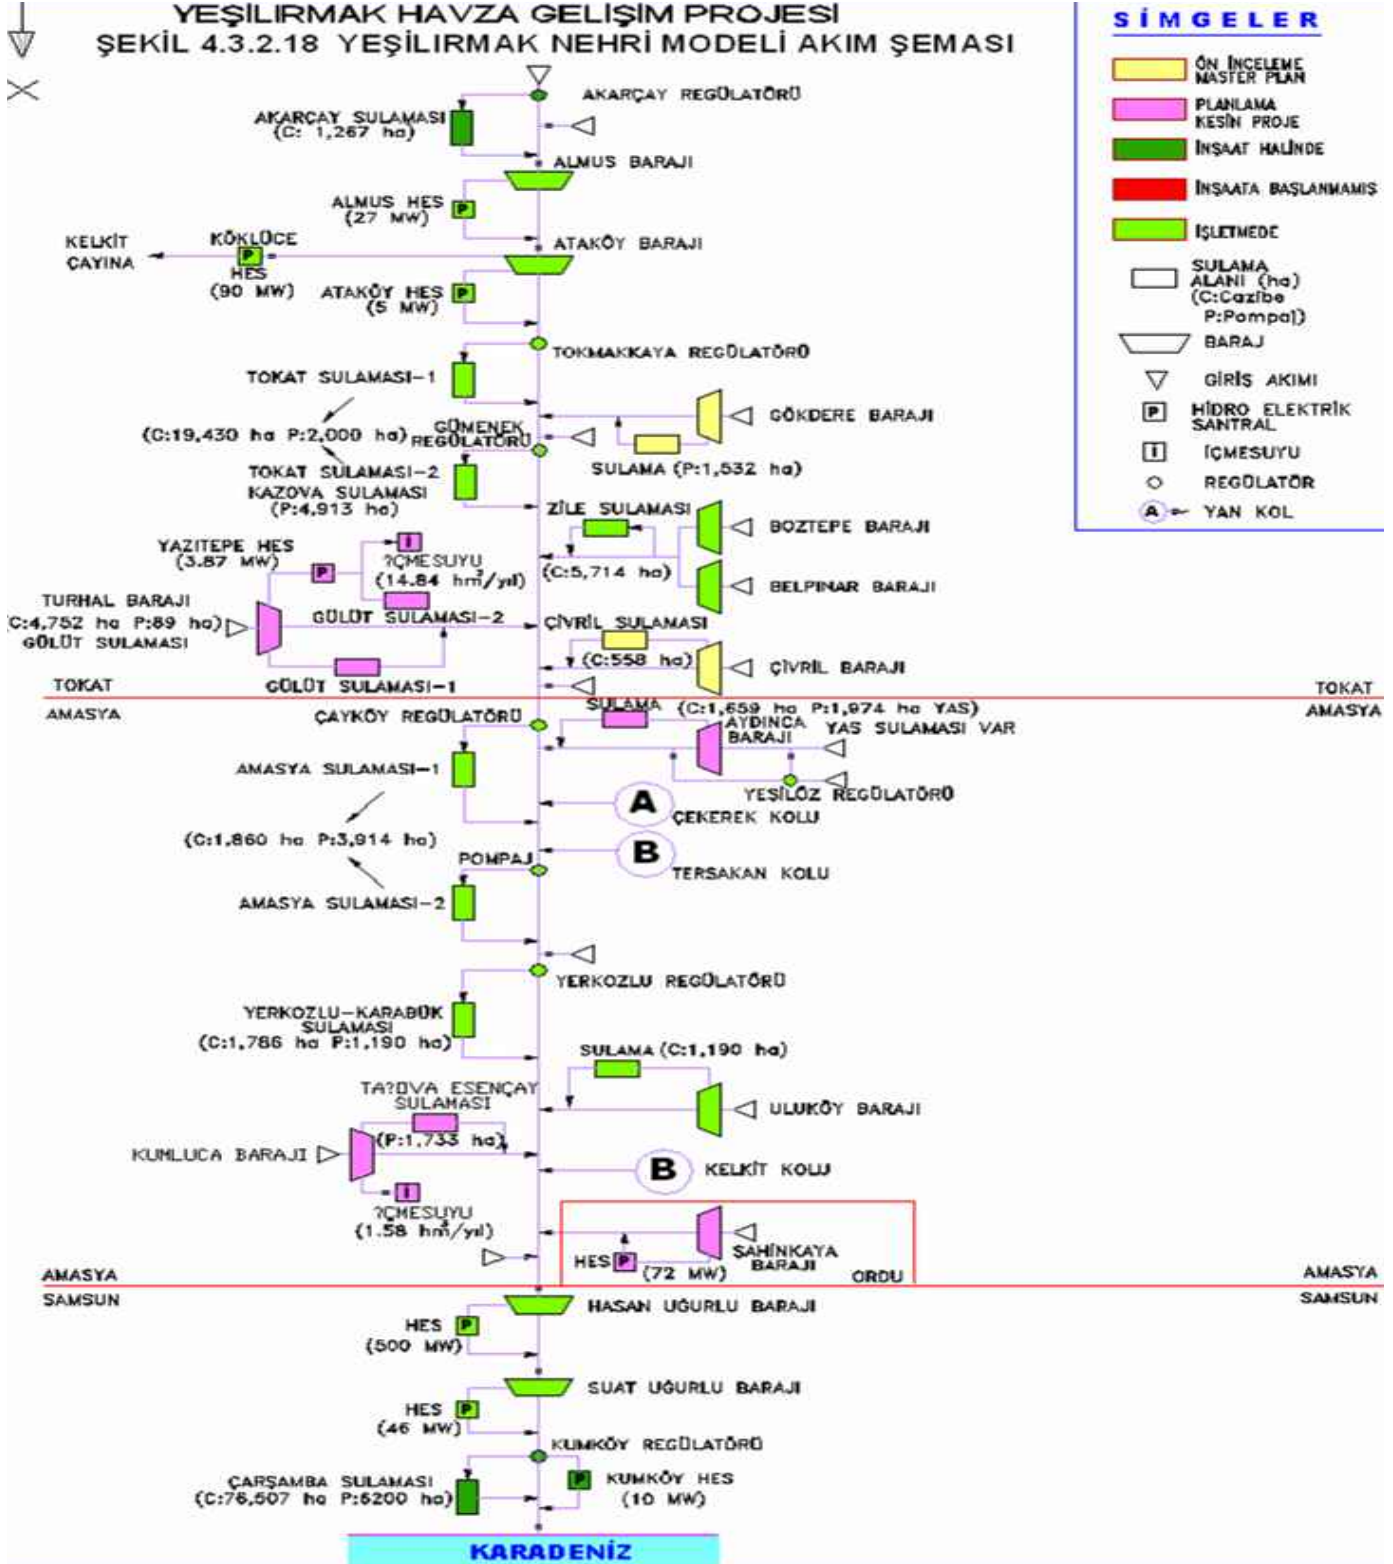 YEŞİLIRMAK HAVZA GELİŞİM PROJESİ
ŞEKİL 4.3.2.18 YEŞİLIRMAK NEHRİ MODELİ AKIM ŞEMASI
SİMGELER
ÖN İNCELEME
MASTER PLAN
PLANLAMA
KESİN PROJE
İNŞAAT HALİNDE
İNŞAATA BAŞLANMAMIŞ
İŞLETMEDE
SULAMA
ALANI (ha)
(C:Cazibe
P:Pompaj)
BARAJ
GİRİŞ AKIMI
P
HİDRO ELEKTRİK
SANTRAL
İ
İÇMESUYU
REGÜLATÖR
A
YAN KOL
AKARÇAY REGÜLATÖRÜ
AKARÇAY SULAMASI
(C: 1,267 ha)
ALMUS BARAJI
ALMUS HES
(27 MW)
P
ATAKÖY BARAJI
KELKİT
ÇAYINA
KÖKLÜCE
P
HES
(90 MW)
ATAKÖY HES
(5 MW)
P
TOKMAKKAYA REGÜLATÖRÜ
TOKAT SULAMASI-1
GÖKDERE BARAJI
(C:19,430 ha P:2,000 ha)
GÜMENEK
REGÜLATÖRÜ
SULAMA (P:1,532 ha)
TOKAT SULAMASI-2
KAZOVA SULAMASI
(P:4,913 ha)
ZİLE SULAMASI
BOZTEPE BARAJI
YAZITEPE HES
(3.87 MW)
P
İ
?ÇMESUYU
(14.84 hm³/yıl)
(C:5,714 ha)
BELPINAR BARAJI
TURHAL BARAJI
(C:4,752 ha P:89 ha)
GÜLÜT SULAMASI
GÜLÜT SULAMASI-2
ÇİVRİL SULAMASI
(C:558 ha)
ÇİVRİL BARAJI
GÜLÜT SULAMASI-1
TOKAT
TOKAT
AMASYA
AMASYA
ÇAYKÖY REGÜLATÖRÜ
SULAMA (C:1,659 ha P:1,974 ha YAS)
AYDINCA
BARAJI
YAS SULAMASI VAR
AMASYA SULAMASI-1
YEŞİLÖZ REGÜLATÖRÜ
A
ÇEKEREK KOLU
(C:1,860 ha P:3,914 ha)
B
TERSAKAN KOLU
POMPAJ
AMASYA SULAMASI-2
YERKOZLU REGÜLATÖRÜ
YERKOZLU-KARABÜK
SULAMASI
(C:1,786 ha P:1,190 ha)
SULAMA (C:1,190 ha)
TA?OVA ESENÇAY
SULAMASI
(P:1,733 ha)
ULUKÖY BARAJI
KUMLUCA BARAJI
B
KELKİT KOLU
İ
?ÇMESUYU
(1.58 hm³/yıl)
HES
P
(72 MW)
ŞAHİNKAYA
BARAJI
ORDU
AMASYA
AMASYA
SAMSUN
SAMSUN
HASAN UĞURLU BARAJI
HES
(500 MW)
P
SUAT UĞURLU BARAJI
HES
(46 MW)
P
KUMKÖY REGÜLATÖRÜ
ÇARŞAMBA SULAMASI
(C:76,507 ha P:6200 ha)
P
KUMKÖY HES
(10 MW)
KARADENİZ